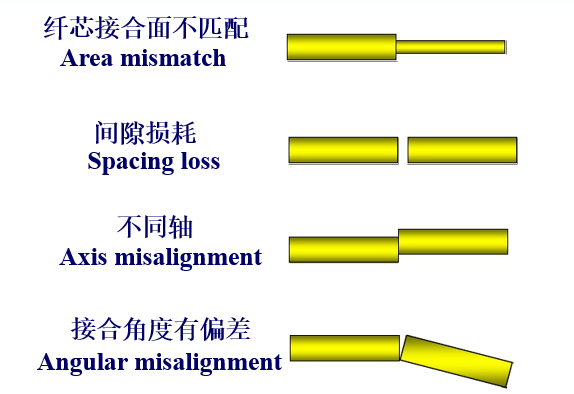 纤芯接合面不匹配
Area mismatch
间隙损耗
Spacing loss
不同轴
Axis misalignment
接合角度有偏差
Angular misalignment